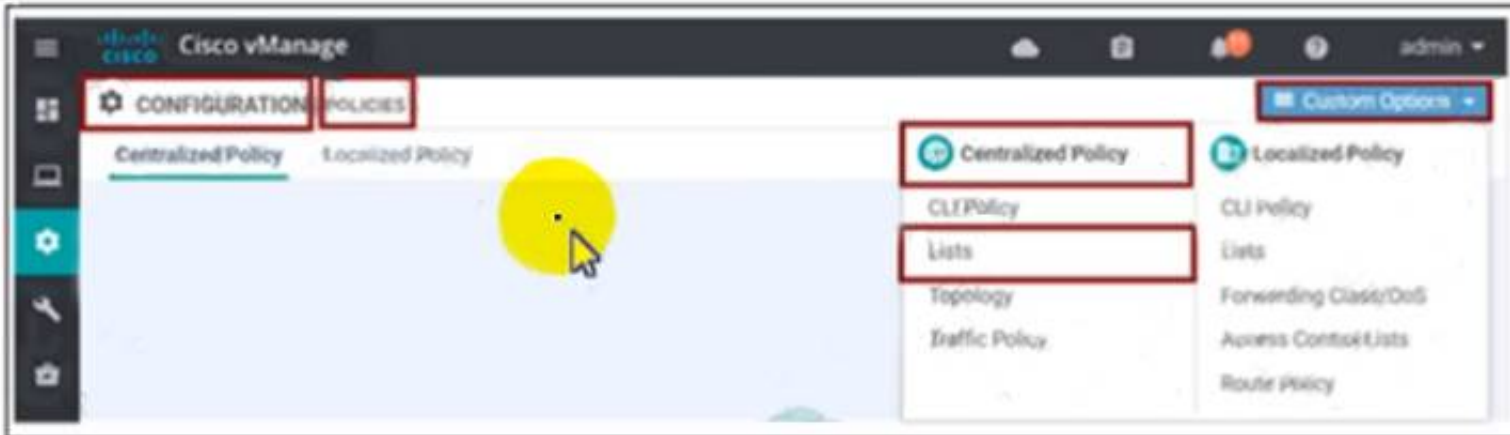 CISCO Cisco vManage admin
CONFIGURATION POLICIES Custom Options
Centralized Policy Localized Policy Centralized Policy Localized Policy
CLI Policy CLI Policy
Lists Lists
Topology Forwarding Class/QoS
Traffic Policy Access Control Lists
Route Policy